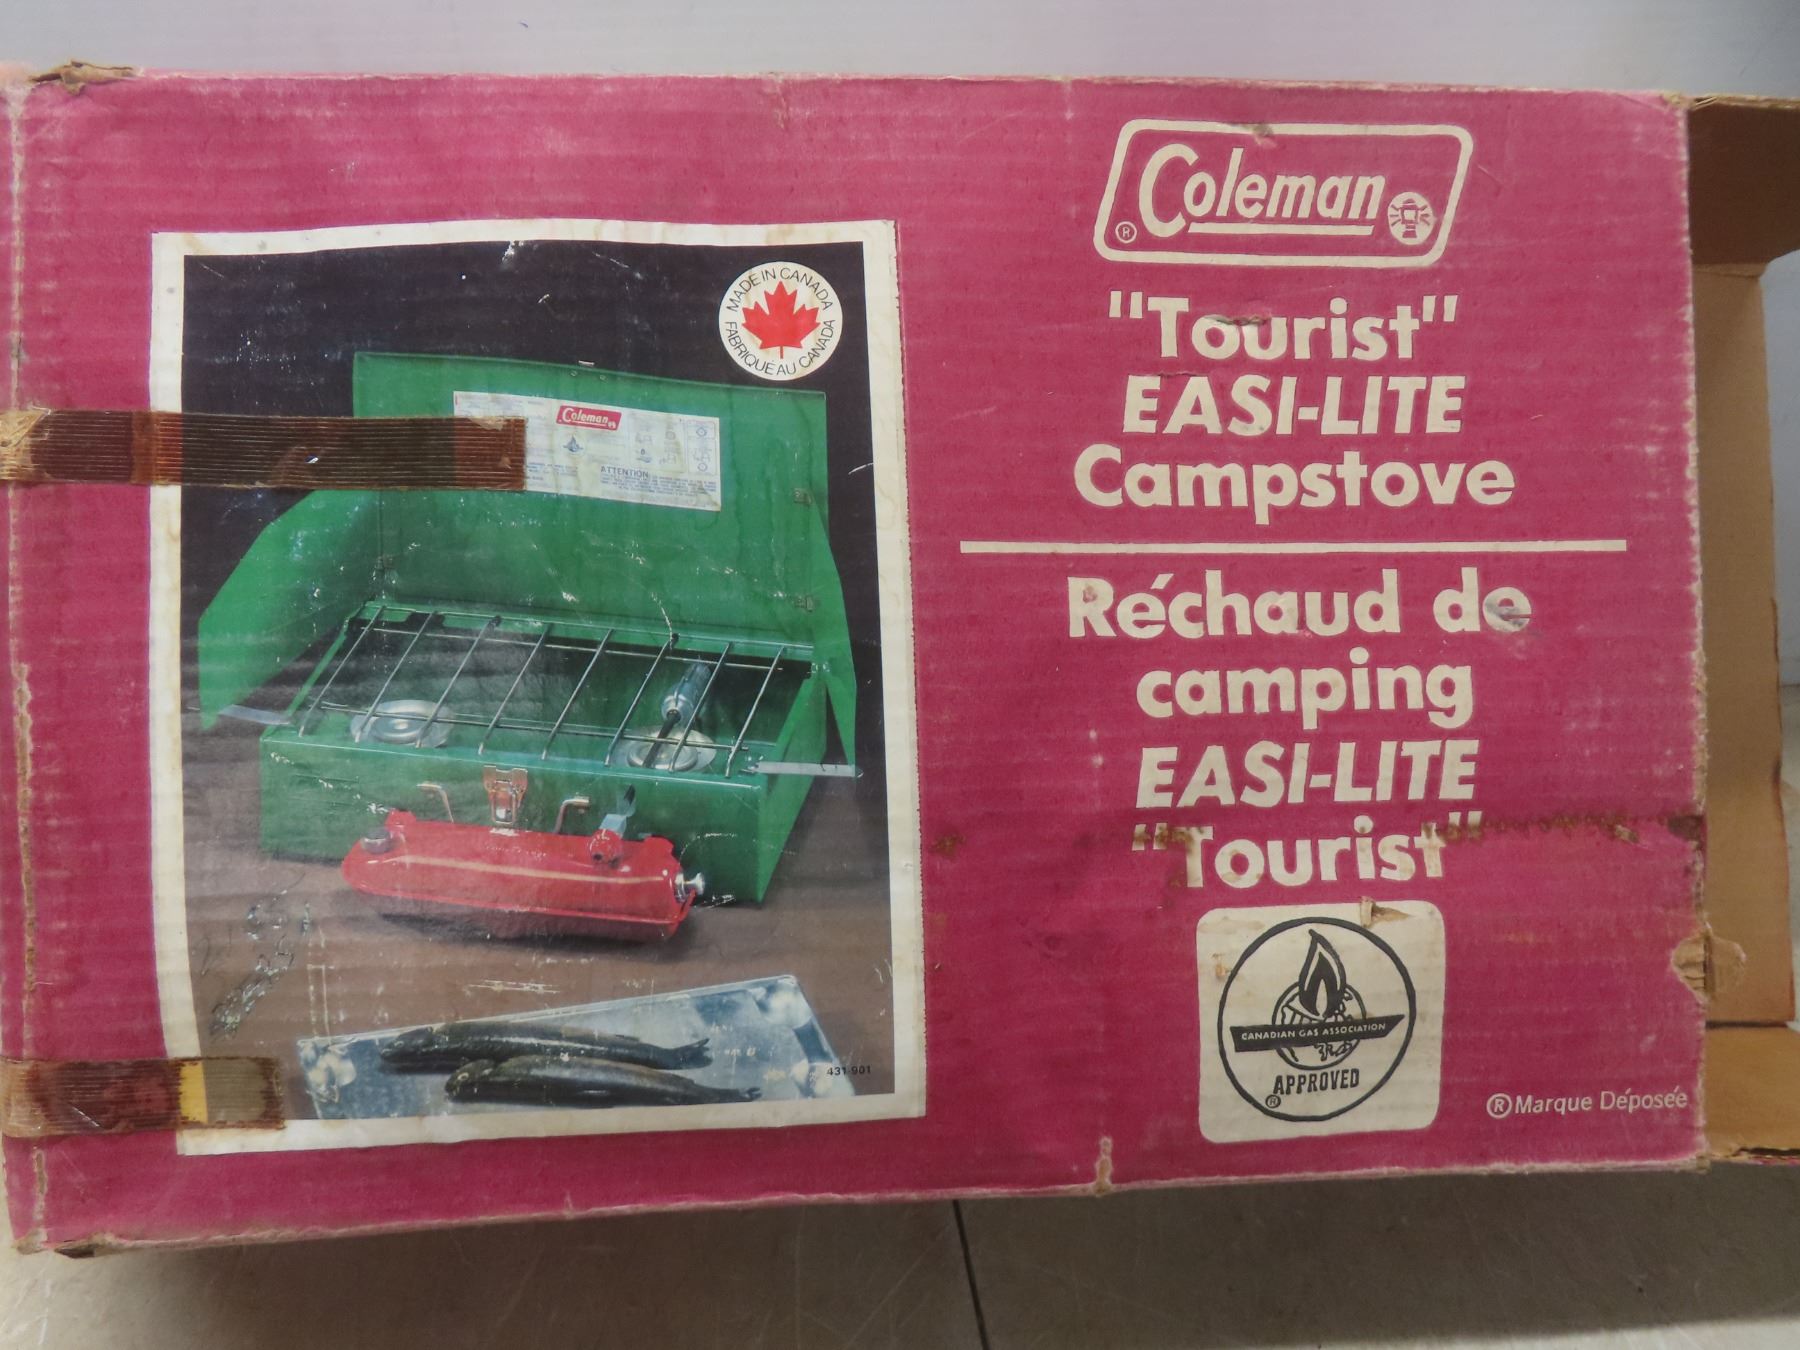 ® Coleman
"Tourist"
EASI-LITE
Campstove
Réchaud de
camping
EASI-LITE
"Tourist"
CANADIAN GAS ASSOCIATION
APPROVED
®
® Marque Déposée
MADE IN CANADA
FABRIQUÉ AU CANADA
Coleman
ATTENTION
431-901